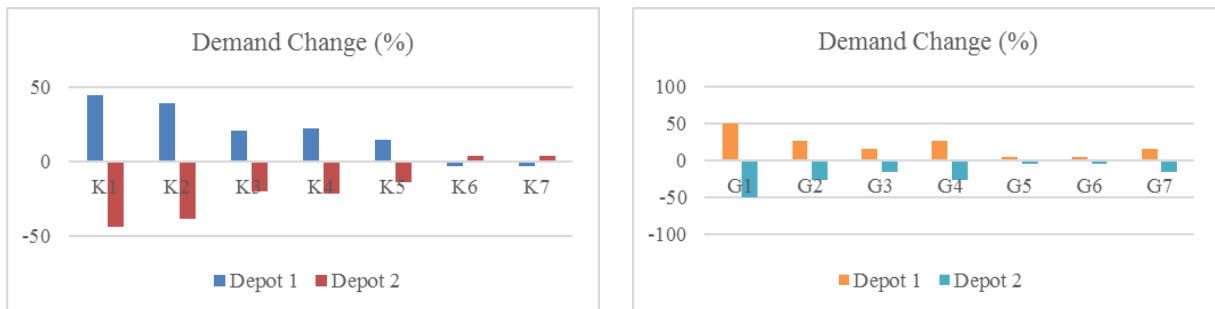 Demand Change (%)
50
0
-50
K1 K2 K3 K4 K5 K6 K7
Depot 1 Depot 2
Demand Change (%)
100
50
0
-50
-100
G1 G2 G3 G4 G5 G6 G7
Depot 1 Depot 2